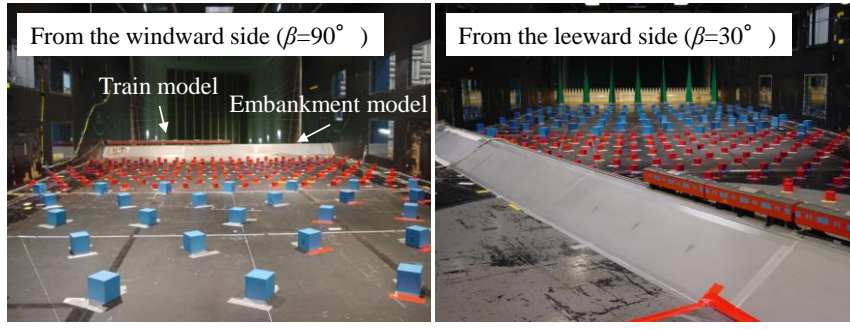 From the windward side (β=90°)
Train model
Embankment model
From the leeward side (β=30°)